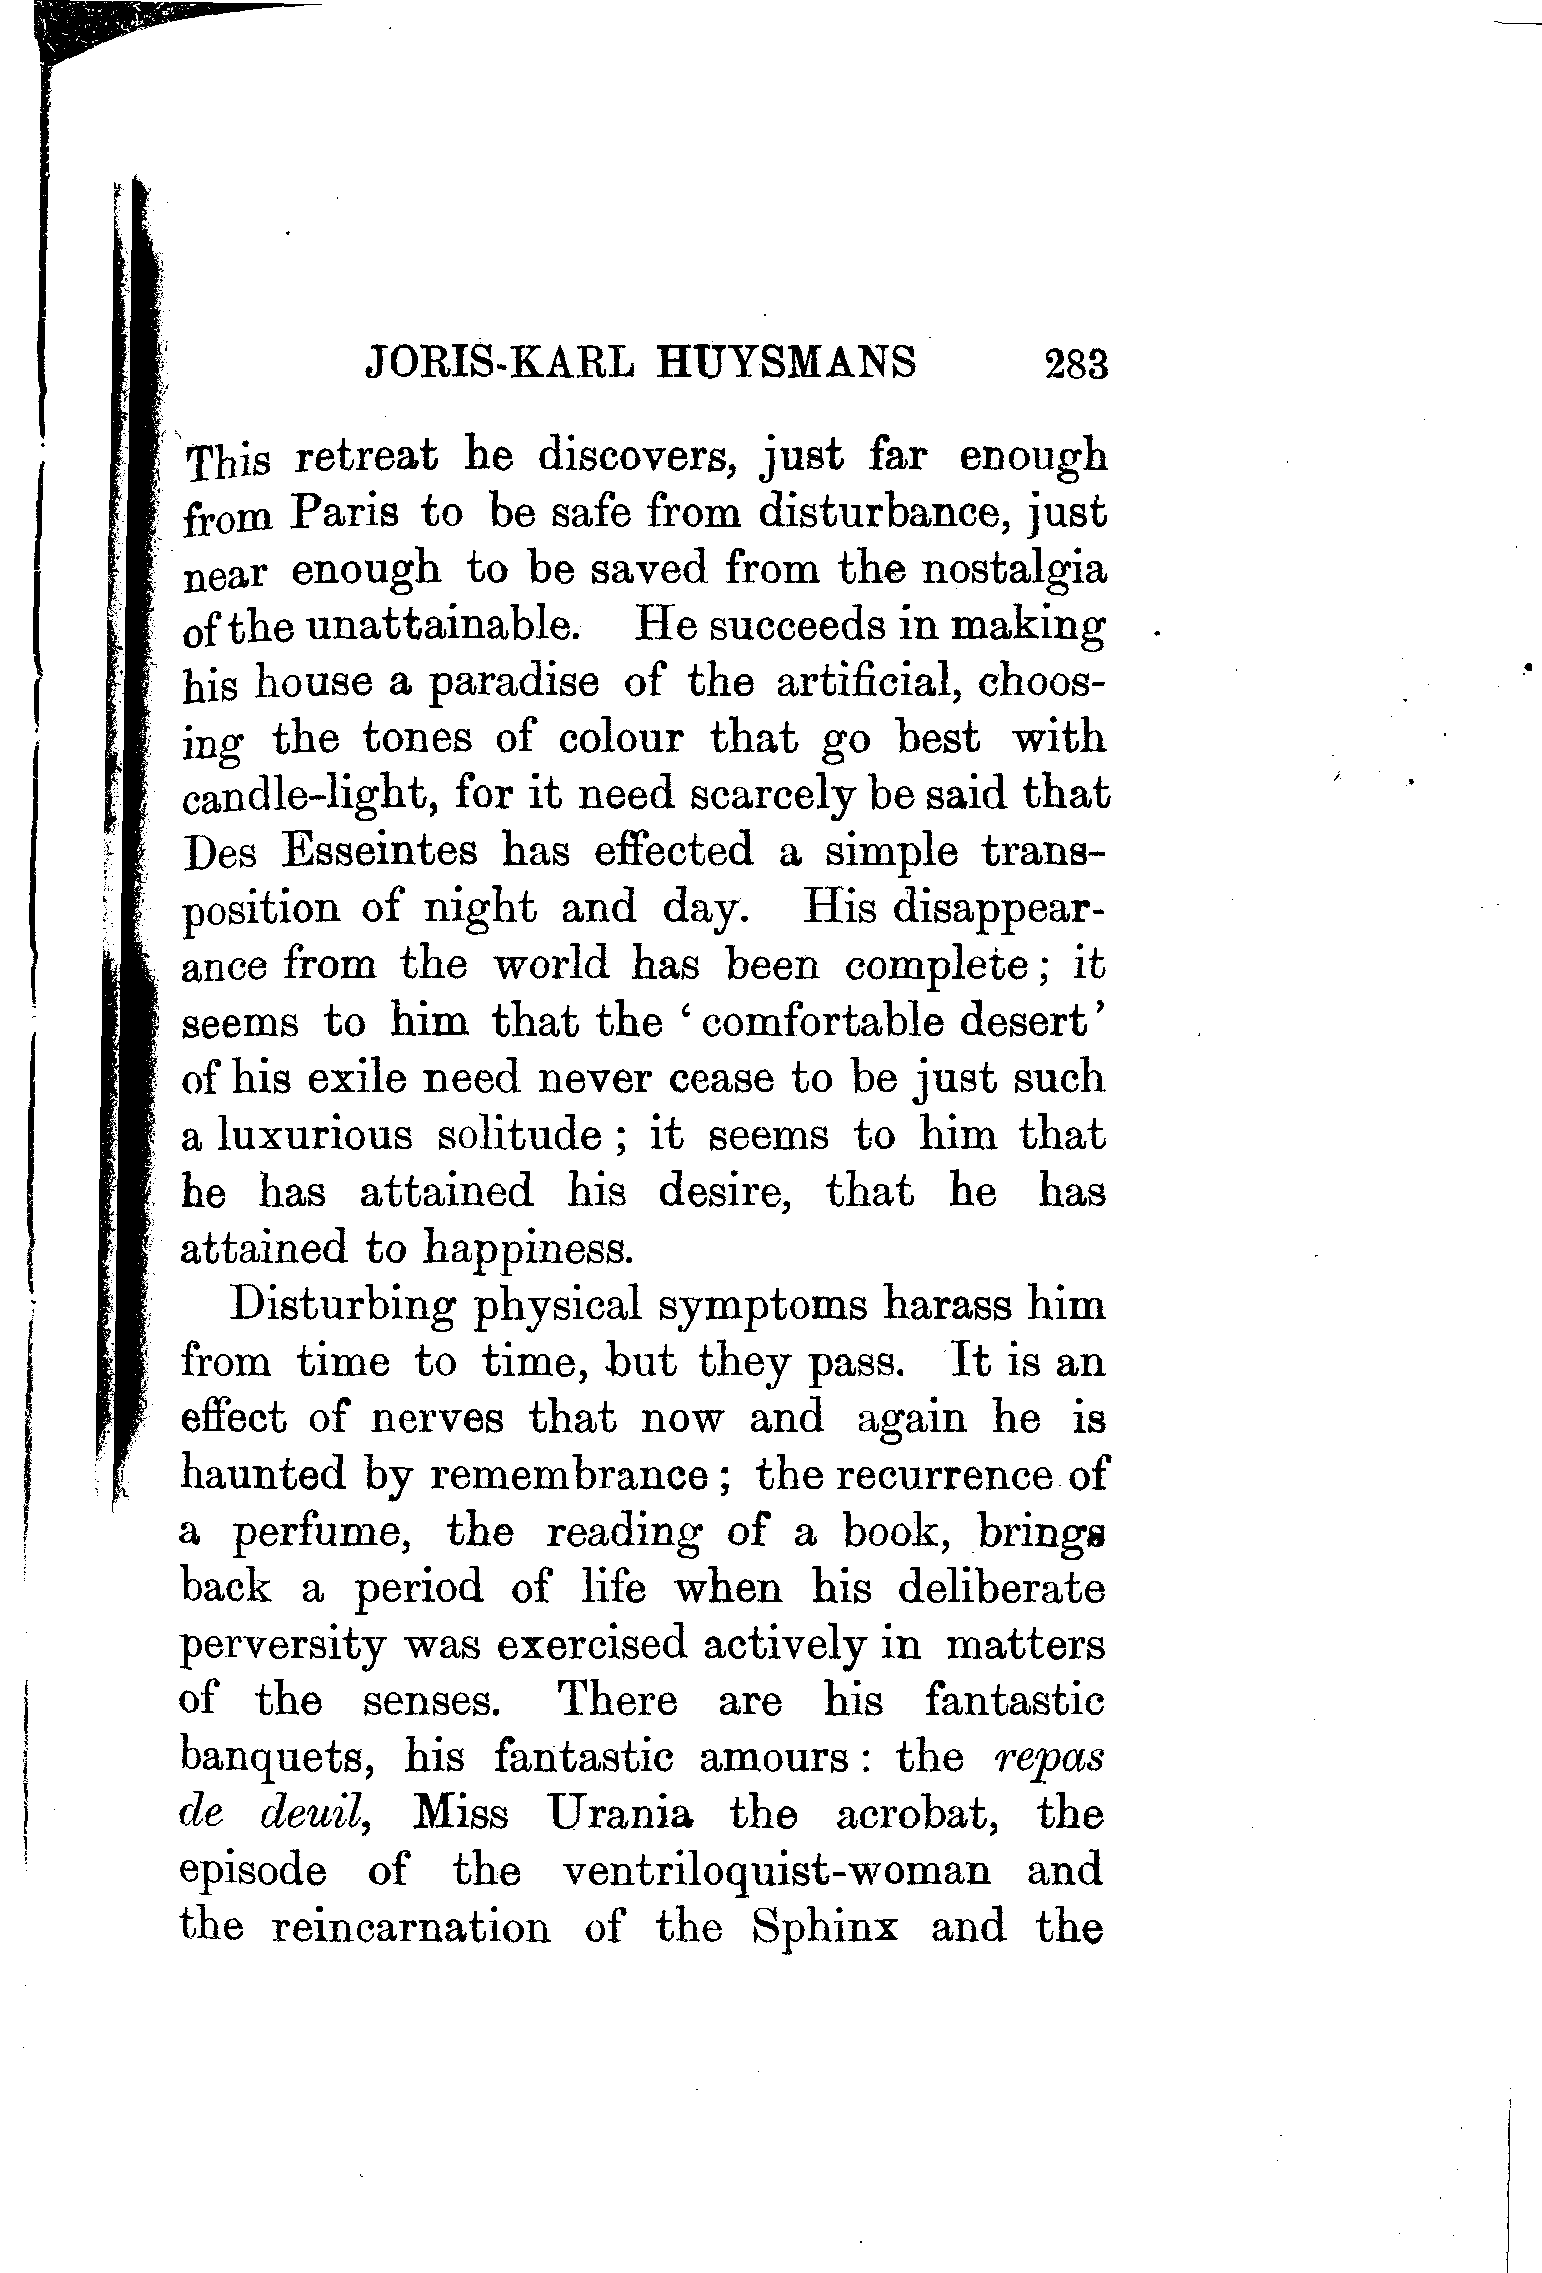 JORIS-KARL HUYSMANS 283
This retreat he discovers, just far enough
from Paris to be safe from disturbance, just
near enough to be saved from the nostalgia
of the unattainable. He succeeds in making
his house a paradise of the artificial, choos-
ing the tones of colour that go best with
candle-light, for it need scarcely be said that
Des Esseintes has effected a simple trans-
position of night and day. His disappear-
ance from the world has been complete; it
seems to him that the ‘comfortable desert’
of his exile need never cease to be just such
a luxurious solitude; it seems to him that
he has attained his desire, that he has
attained to happiness.
Disturbing physical symptoms harass him
from time to time, but they pass. It is an
effect of nerves that now and again he is
haunted by remembrance; the recurrence of
a perfume, the reading of a book, brings
back a period of life when his deliberate
perversity was exercised actively in matters
of the senses. There are his fantastic
banquets, his fantastic amours: the repas
de deuil, Miss Urania the acrobat, the
episode of the ventriloquist-woman and
the reincarnation of the Sphinx and the